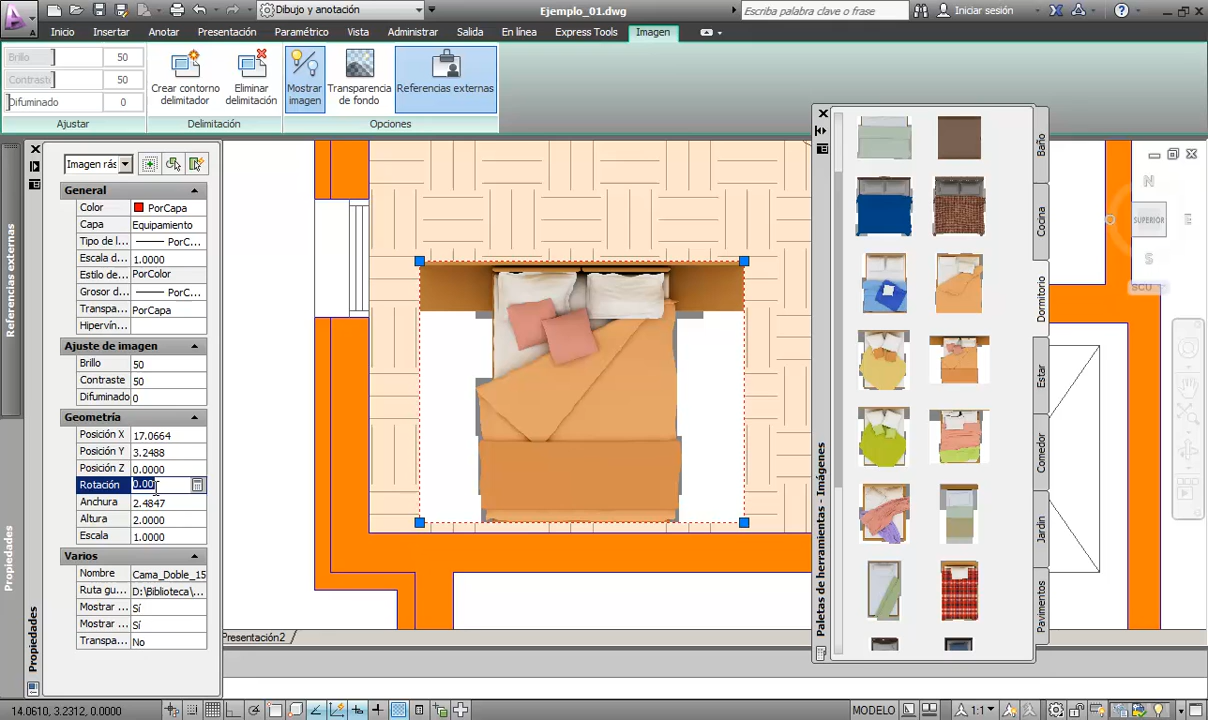 Dibujo y anotación
Ejemplo_01.dwg
Escriba palabra clave o frase
Iniciar sesión
Inicio
Insertar
Anotar
Presentación
Paramétrico
Vista
Administrar
Salida
En línea
Express Tools
Imagen
Brillo 50
Contraste 50
Difuminado 0
Crear contorno
delimitador
Eliminar
delimitación
Mostrar
imagen
Transparencia
de fondo
Referencias externas
Ajustar
Delimitación
Opciones
Imagen rás
General
Color PorCapa
Capa Equipamiento
Tipo de l... PorC...
Escala d... 1.0000
Estilo de... PorColor
Grosor d... PorC...
Transpa... PorCapa
Hipervín...
Ajuste de imagen
Brillo 50
Contraste 50
Difuminado 0
Geometría
Posición X 17.0664
Posición Y 3.2488
Posición Z 0.0000
Rotación 0.00°
Anchura 2.4847
Altura 2.0000
Escala 1.0000
Varios
Nombre Cama_Doble_15
Ruta gu... D:\Biblioteca\...
Mostrar ... Sí
Mostrar ... Sí
Transpa... No
Referencias externas
Propiedades
Propiedades
Presentación2
Paletas de herramientas - Imágenes
Baño
Cocina
Dormitorio
Estar
Comedor
Jardin
Pavimentos
N
SUPERIOR
S
SCU
14.0610, 3.2312, 0.0000
MODELO
1:1